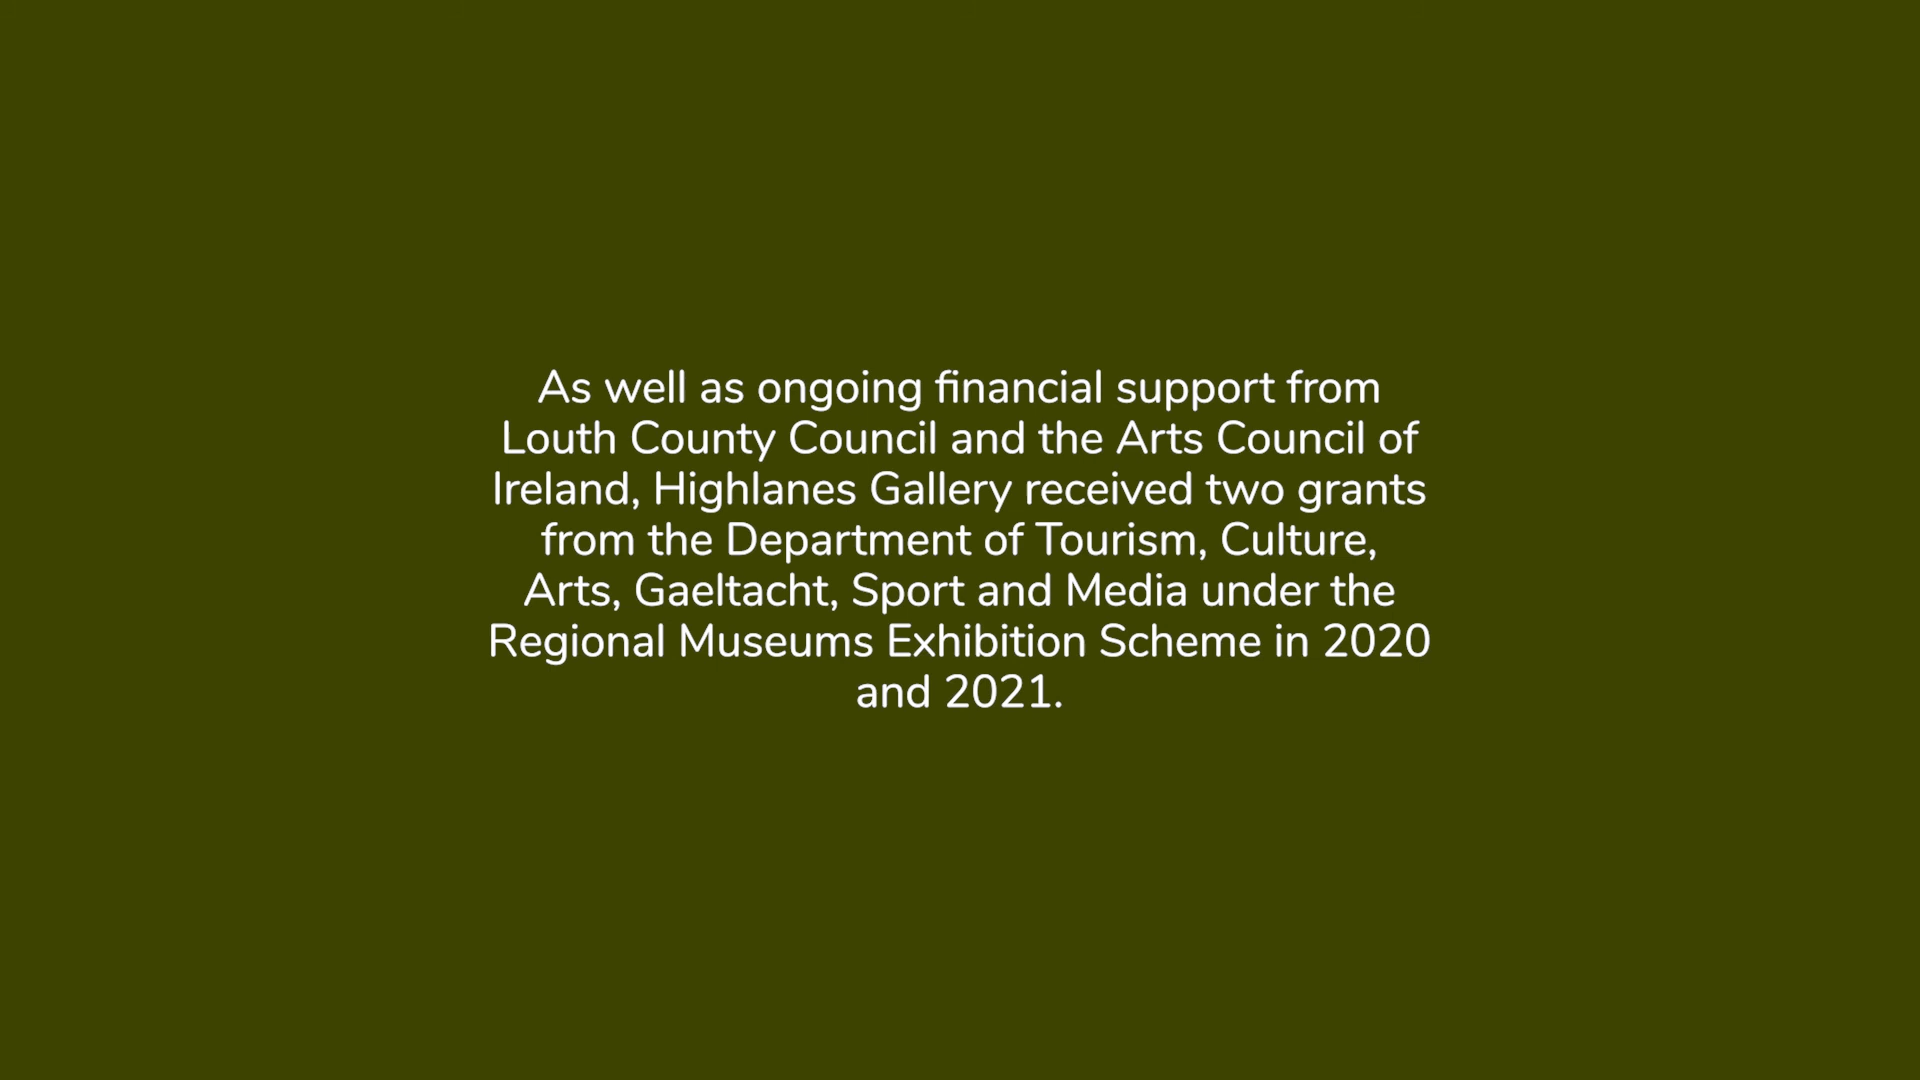 As well as ongoing financial support from
Louth County Council and the Arts Council of
Ireland, Highlanes Gallery received two grants
from the Department of Tourism, Culture,
Arts, Gaeltacht, Sport and Media under the
Regional Museums Exhibition Scheme in 2020
and 2021.